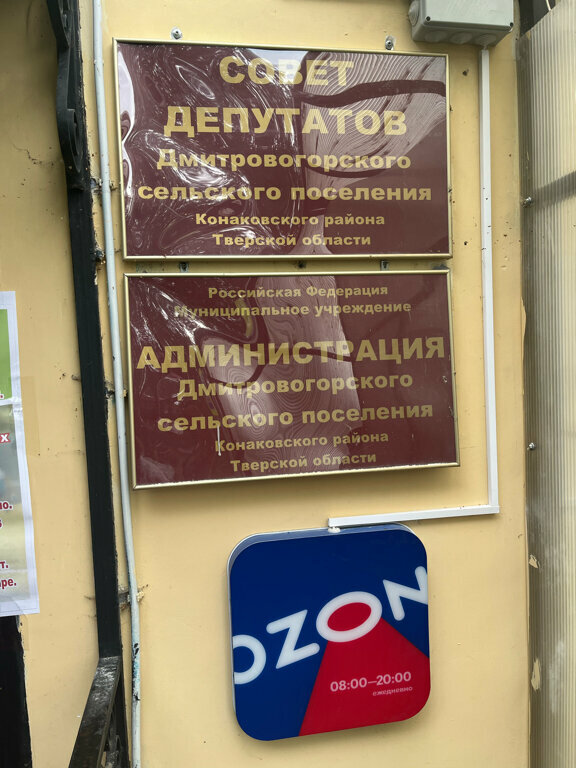 СОВЕТ
ДЕПУТАТОВ
Дмитровогорского
сельского поселения
Конаковского района
Тверской области
Российская Федерация
Муниципальное учреждение
АДМИНИСТРАЦИЯ
Дмитровогорского
сельского поселения
Конаковского района
Тверской области
OZON
08:00—20:00
ежедневно